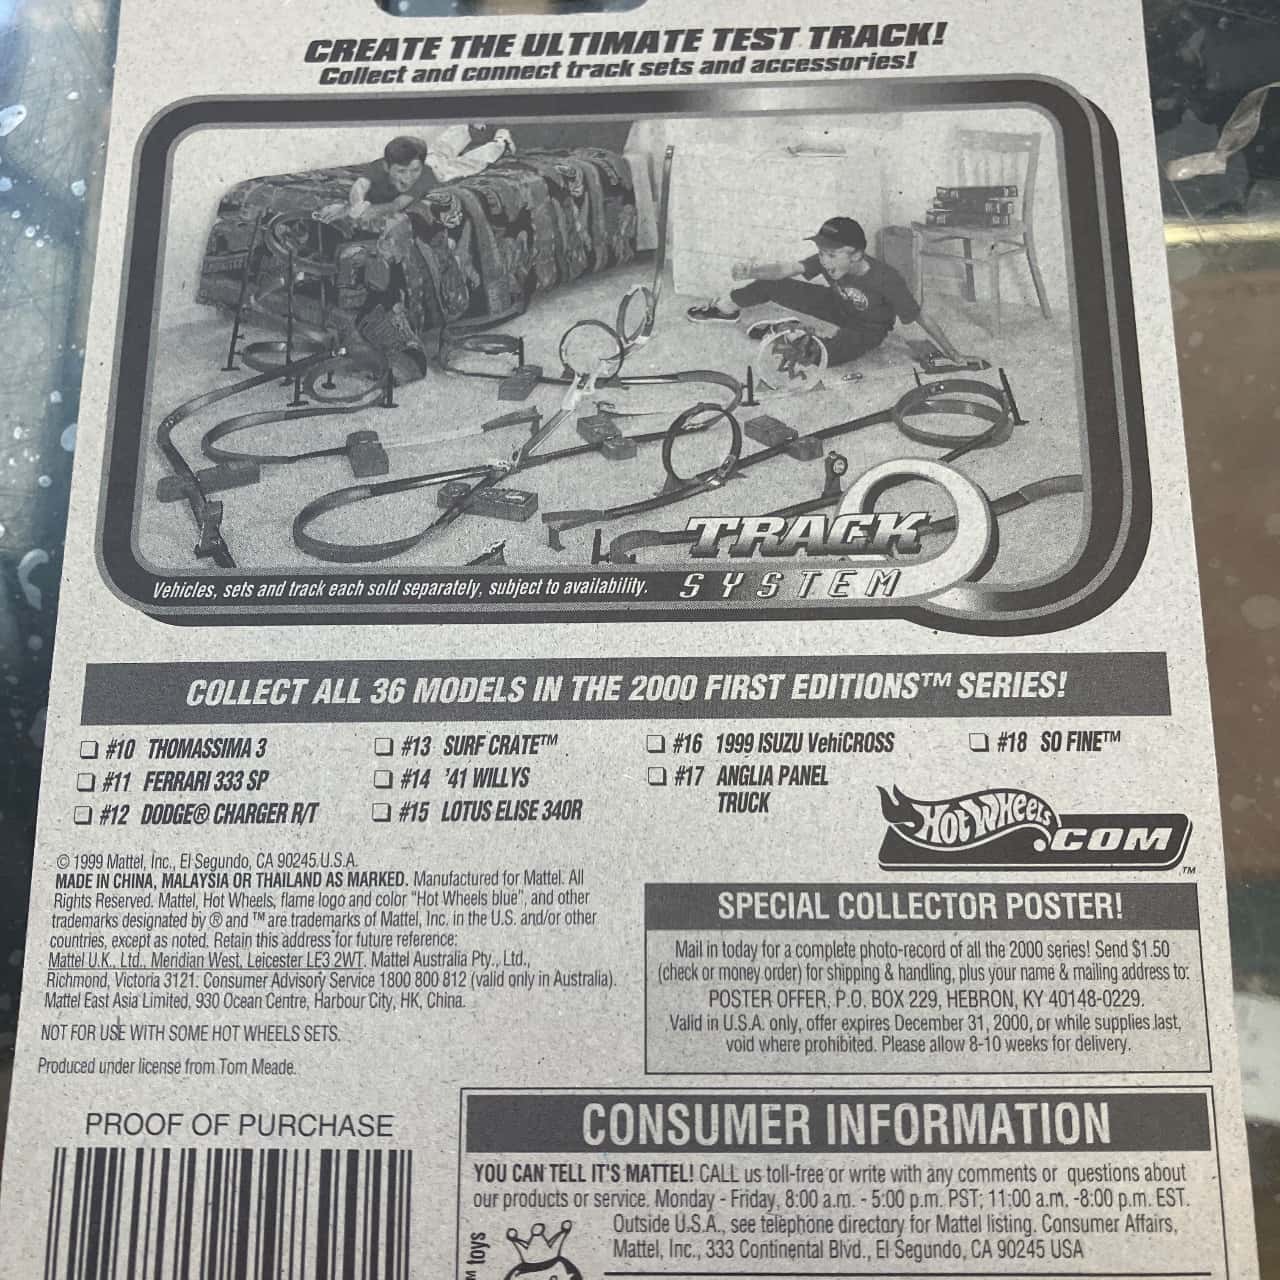 CREATE THE ULTIMATE TEST TRACK!
Collect and connect track sets and accessories!
TRACK
SYSTEM
Vehicles, sets and track each sold separately, subject to availability.
COLLECT ALL 36 MODELS IN THE 2000 FIRST EDITIONS™ SERIES!
#10 THOMASSIMA 3
#11 FERRARI 333 SP
#12 DODGE® CHARGER R/T
#13 SURF CRATE™
#14 '41 WILLYS
#15 LOTUS ELISE 340R
#16 1999 ISUZU VehiCROSS
#17 ANGLIA PANEL
TRUCK
#18 SO FINE™
HOT WHEELS
.COM
™
© 1999 Mattel, Inc., El Segundo, CA 90245 U.S.A.
MADE IN CHINA, MALAYSIA OR THAILAND AS MARKED. Manufactured for Mattel. All
Rights Reserved. Mattel, Hot Wheels, flame logo and color "Hot Wheels blue", and other
trademarks designated by ® and ™ are trademarks of Mattel, Inc. in the U.S. and/or other
countries, except as noted. Retain this address for future reference:
Mattel U.K., Ltd., Meridian West, Leicester LE3 2WT. Mattel Australia Pty., Ltd.,
Richmond, Victoria 3121. Consumer Advisory Service 1800 800 812 (valid only in Australia).
Mattel East Asia Limited, 930 Ocean Centre, Harbour City, HK, China.
NOT FOR USE WITH SOME HOT WHEELS SETS.
Produced under license from Tom Meade.
SPECIAL COLLECTOR POSTER!
Mail in today for a complete photo-record of all the 2000 series! Send $1.50
(check or money order) for shipping & handling, plus your name & mailing address to:
POSTER OFFER, P.O. BOX 229, HEBRON, KY 40148-0229.
Valid in U.S.A. only, offer expires December 31, 2000, or while supplies last,
void where prohibited. Please allow 8-10 weeks for delivery.
PROOF OF PURCHASE
CONSUMER INFORMATION
YOU CAN TELL IT'S MATTEL! CALL us toll-free or write with any comments or questions about
our products or service. Monday - Friday, 8:00 a.m. - 5:00 p.m. PST; 11:00 a.m. -8:00 p.m. EST.
Outside U.S.A., see telephone directory for Mattel listing. Consumer Affairs,
Mattel, Inc., 333 Continental Blvd., El Segundo, CA 90245 USA
™ toys